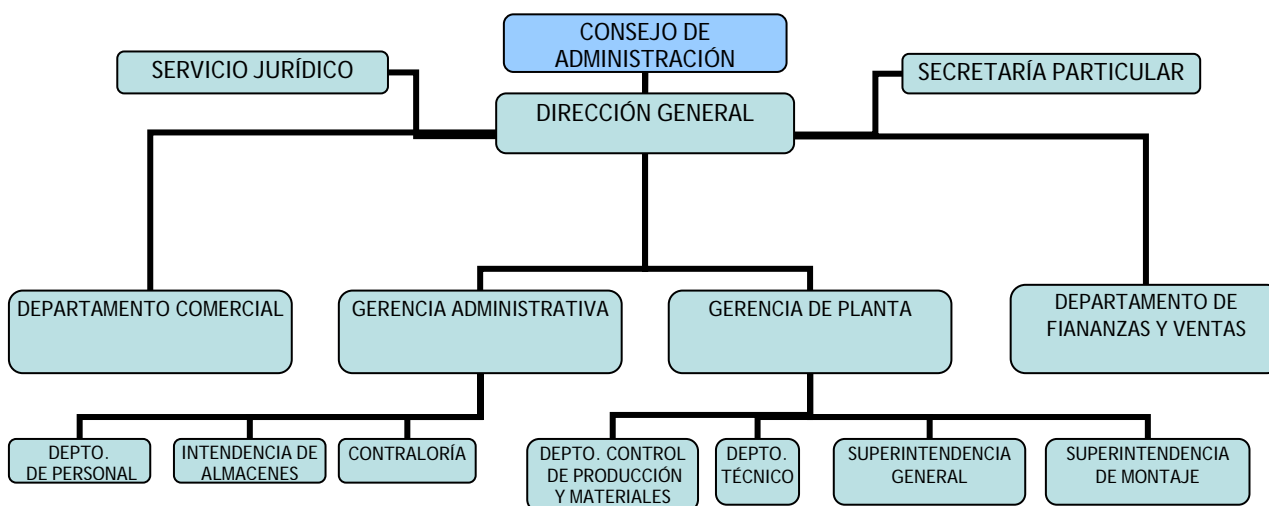 CONSEJO DE
ADMINISTRACIÓN
SERVICIO JURÍDICO
SECRETARÍA PARTICULAR
DIRECCIÓN GENERAL
DEPARTAMENTO COMERCIAL
GERENCIA ADMINISTRATIVA
GERENCIA DE PLANTA
DEPARTAMENTO DE
FIANANZAS Y VENTAS
DEPTO.
DE PERSONAL
INTENDENCIA DE
ALMACENES
CONTRALORÍA
DEPTO. CONTROL
DE PRODUCCIÓN
Y MATERIALES
DEPTO.
TÉCNICO
SUPERINTENDENCIA
GENERAL
SUPERINTENDENCIA
DE MONTAJE